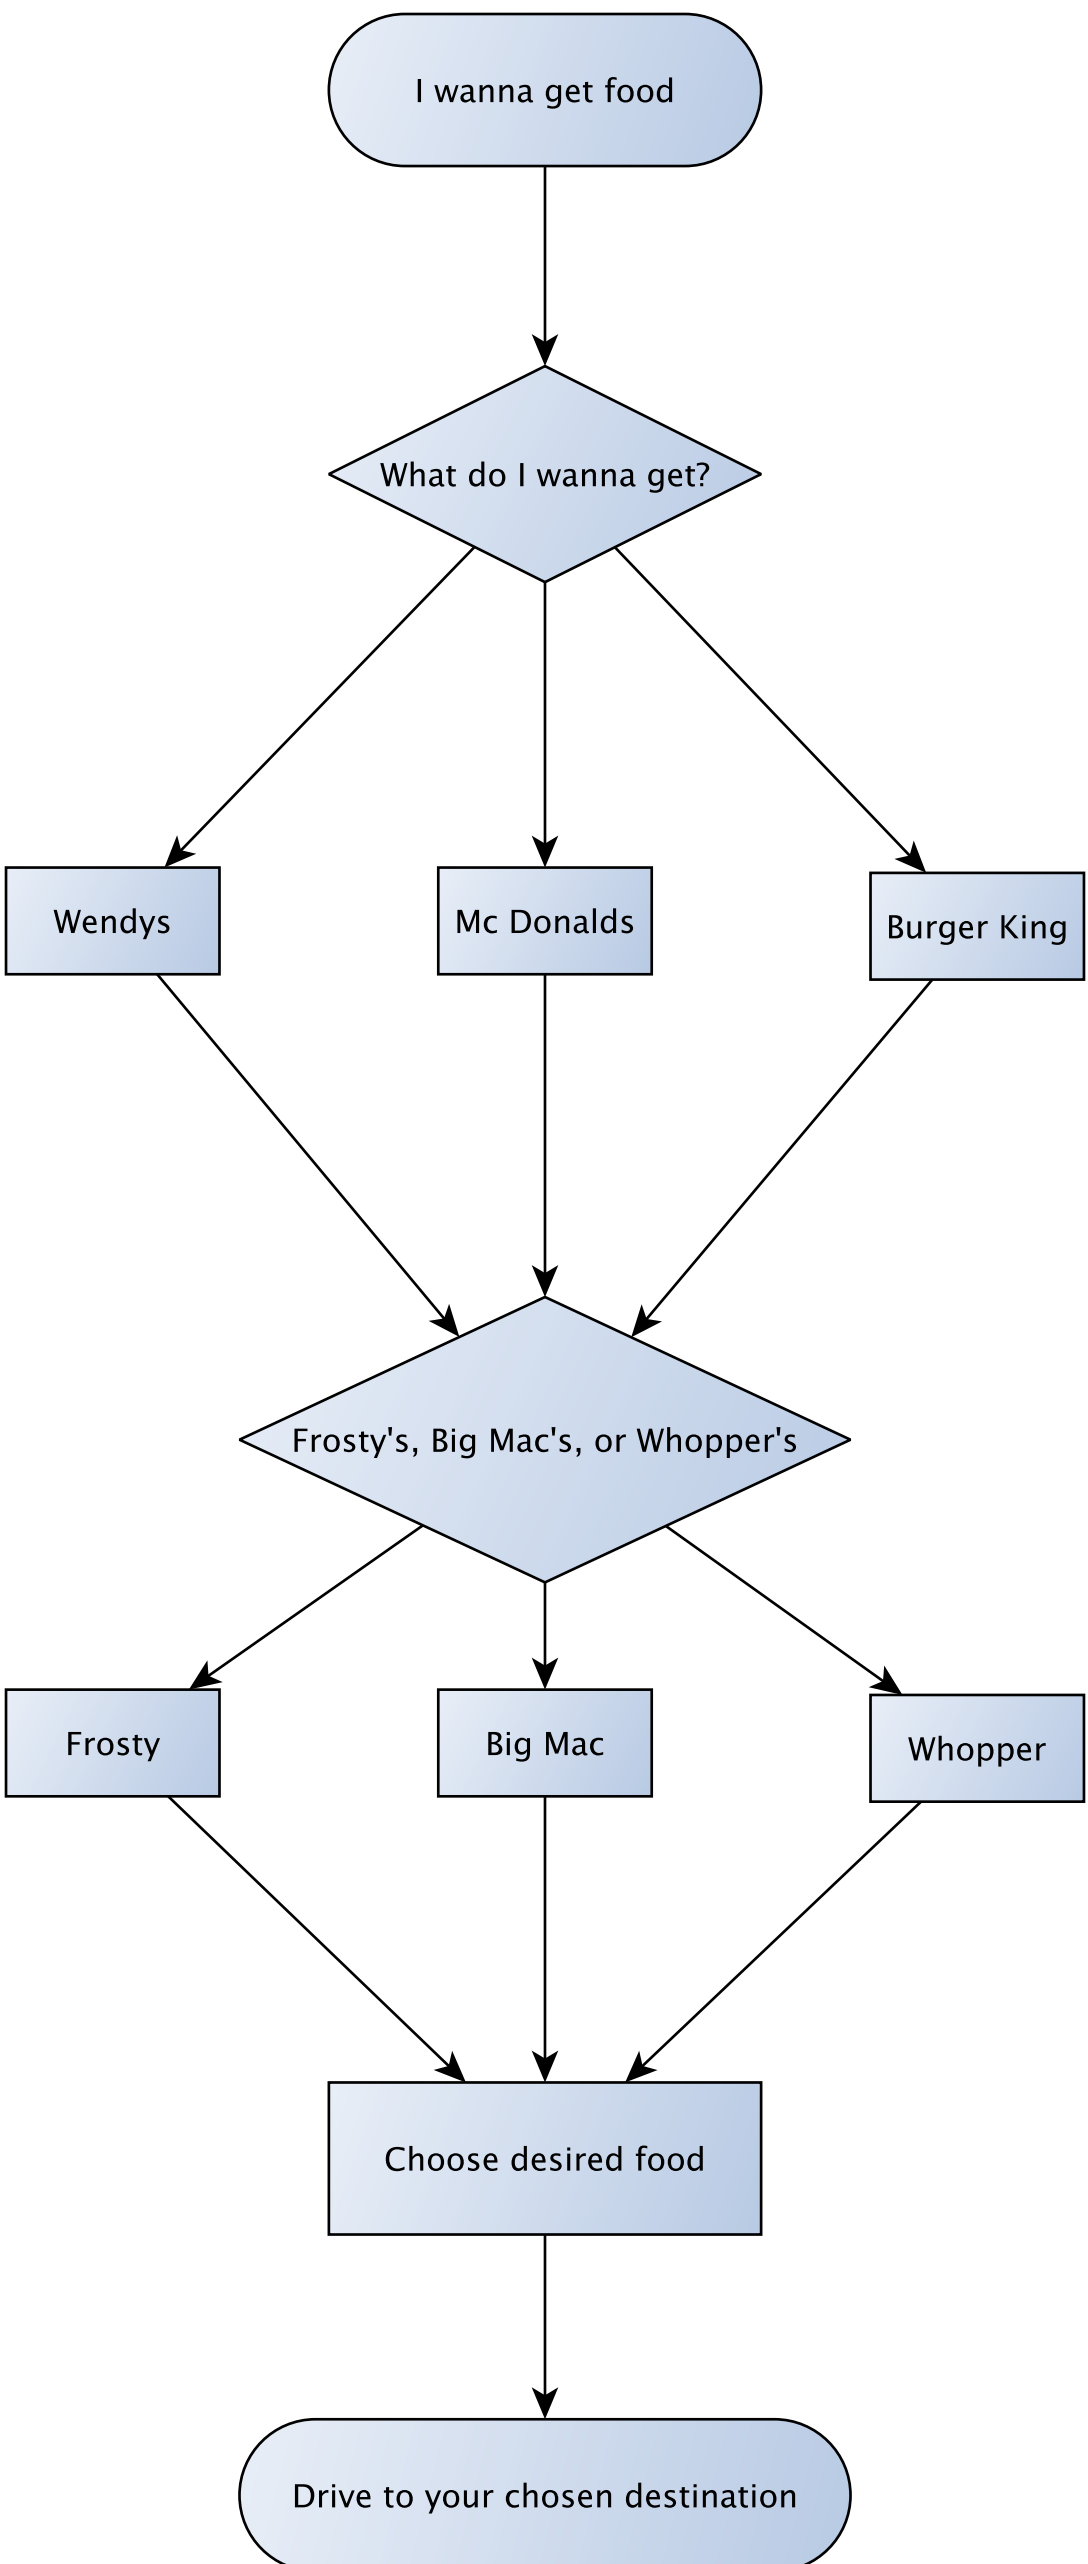 I wanna get food
What do I wanna get?
Wendys
Mc Donalds
Burger King
Frosty's, Big Mac's, or Whopper's
Frosty
Big Mac
Whopper
Choose desired food
Drive to your chosen destination